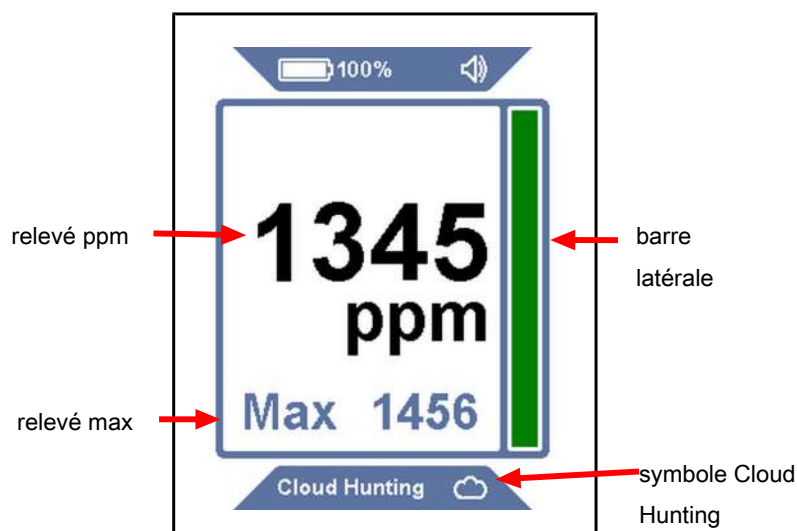 100%
relevé ppm
1345
ppm
barre
latérale
relevé max
Max 1456
Cloud Hunting
symbole Cloud
Hunting